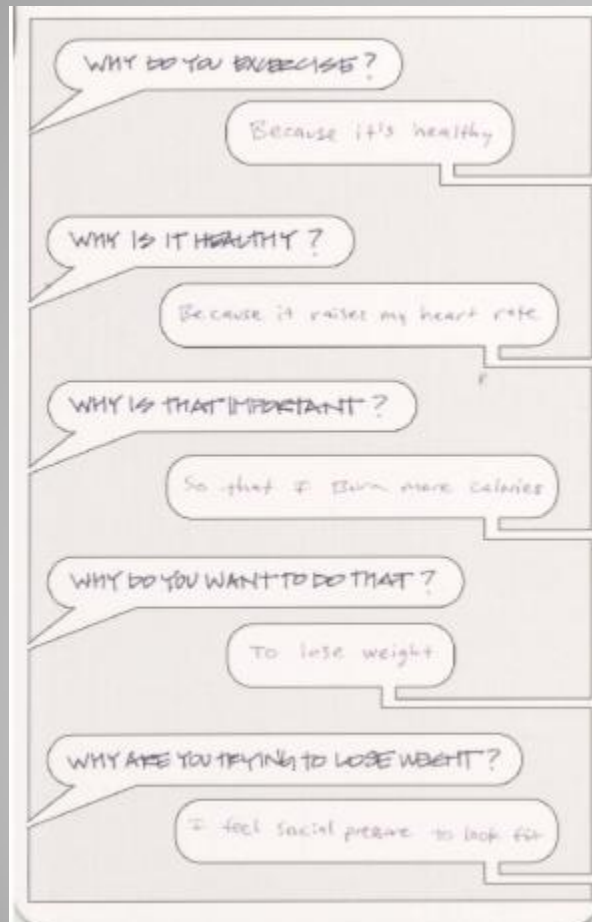 WHY DO YOU EXCERCISE?
Because it's healthy
WHY IS IT HEALTHY?
Because it raises my heart rate
WHY IS THAT IMPORTANT?
So that I Burn more calories
WHY DO YOU WANT TO DO THAT?
To lose weight
WHY ARE YOU TRYING TO LOSE WEIGHT?
I feel social presure to look fit